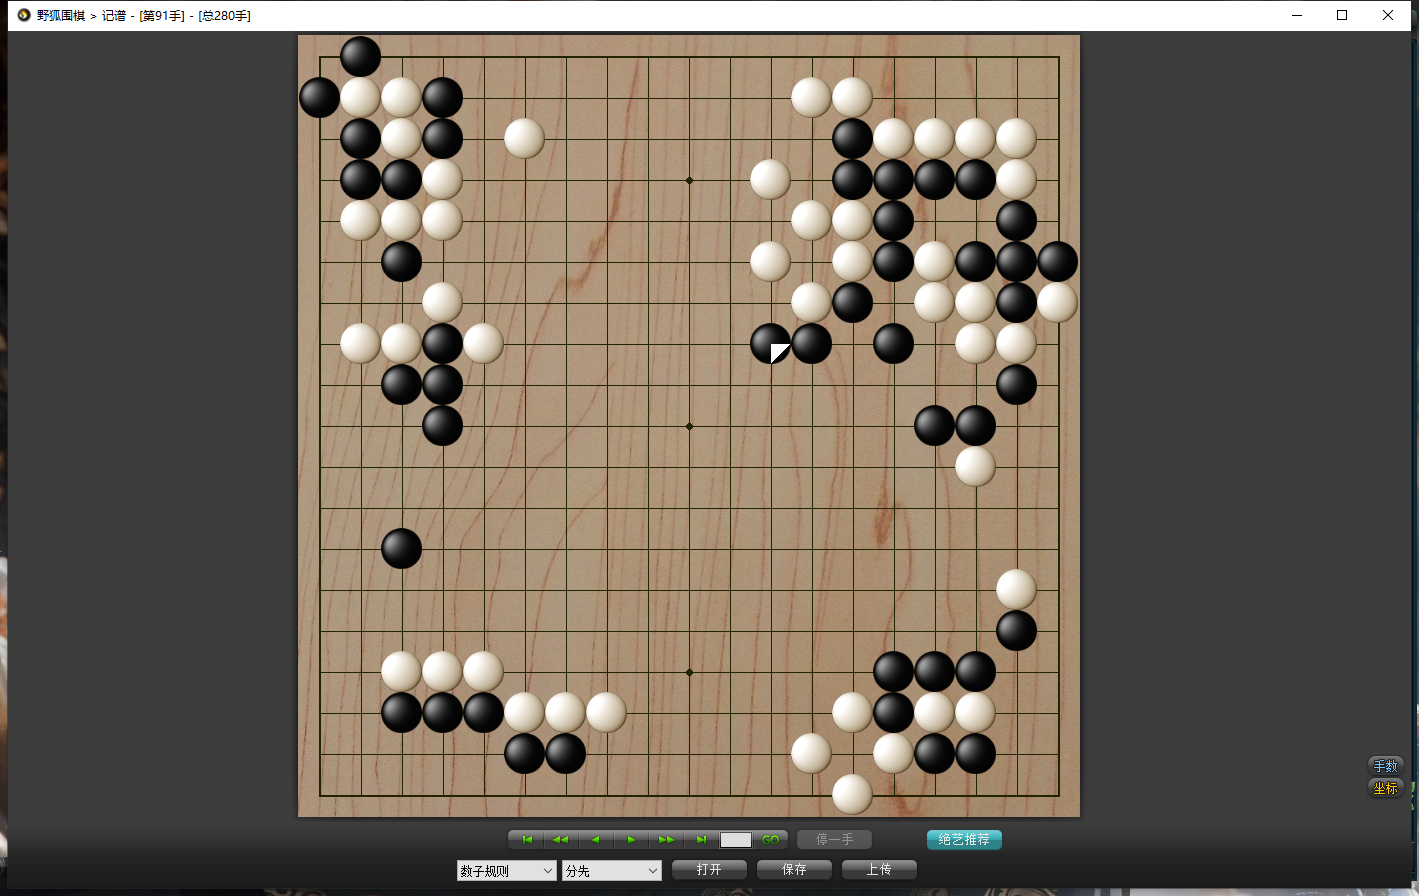 野狐围棋 > 记谱 - [第91手] - [总280手]
手数
坐标
GO 停一手 绝艺推荐
数子规则 分先 打开 保存 上传